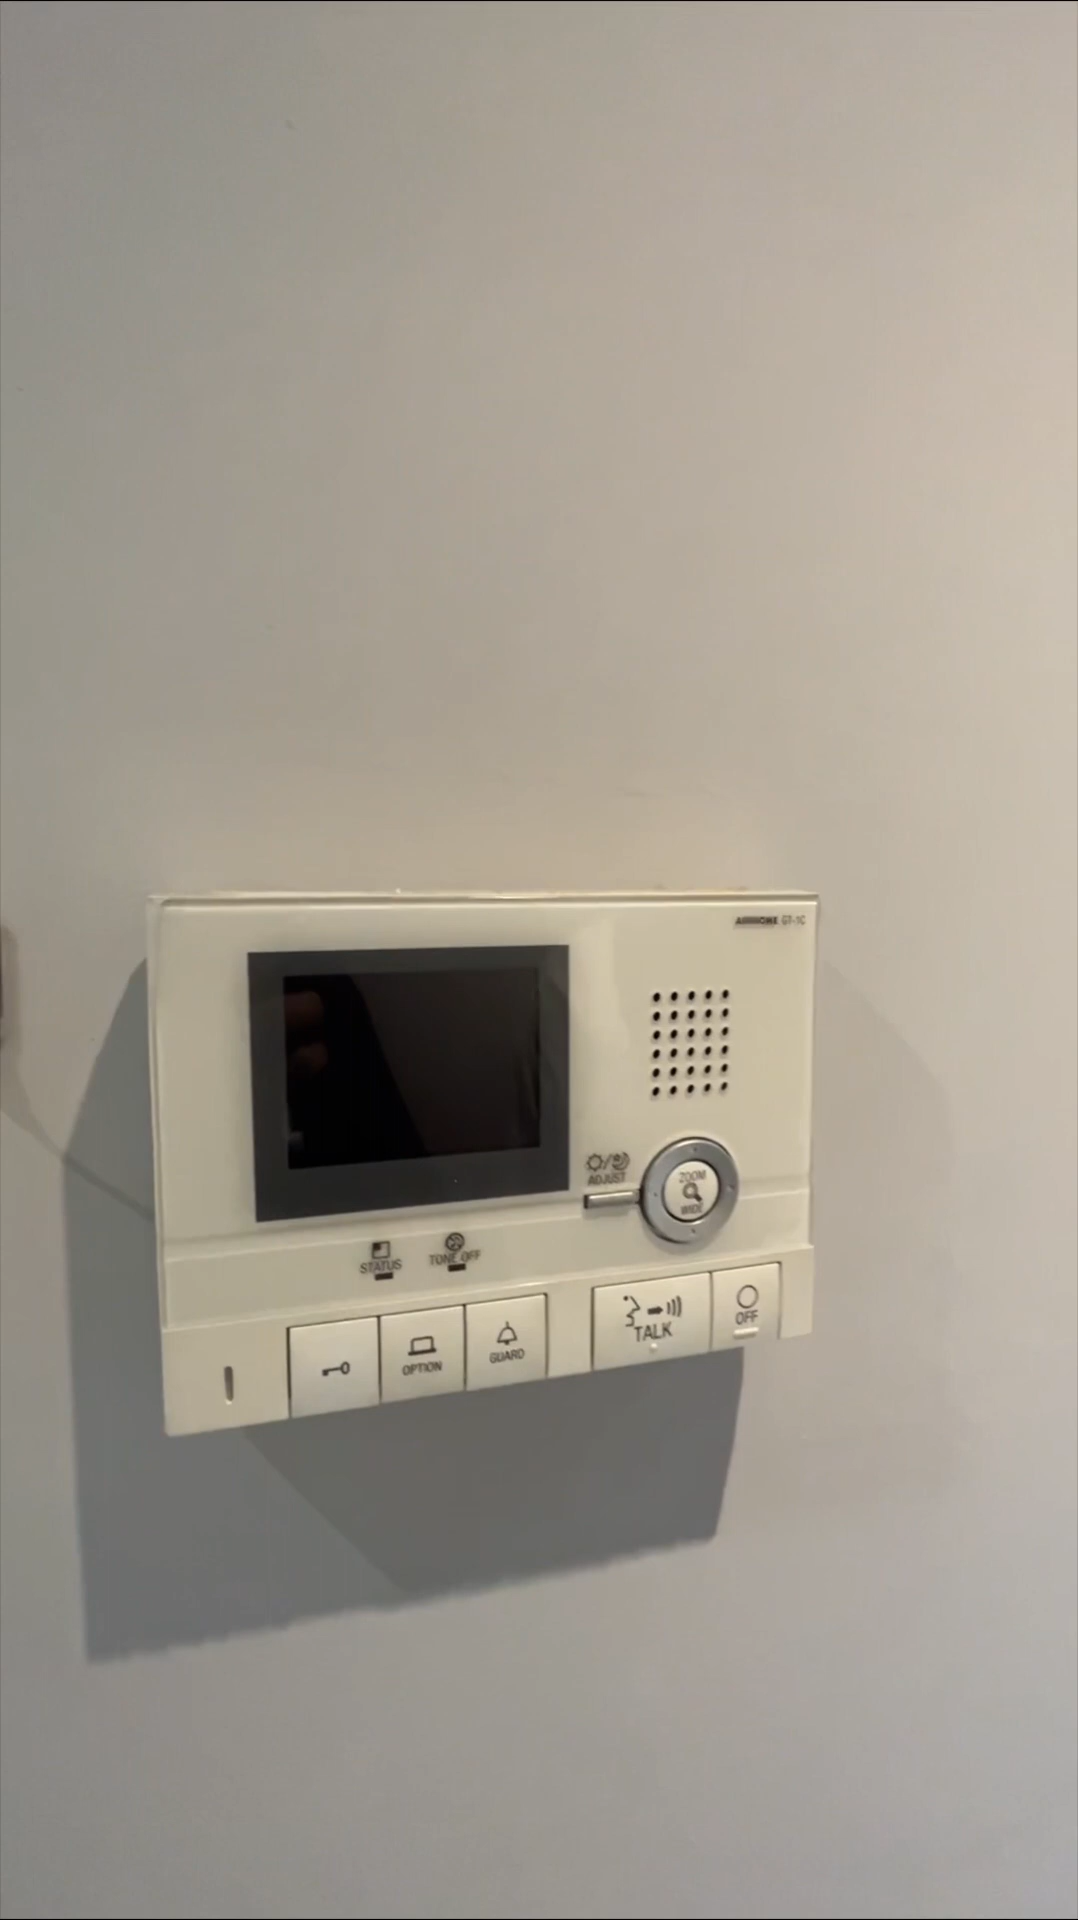 AIPHONE GT-1C
ADJUST
ZOOM
WIDE
STATUS
TONE OFF
OPTION
GUARD
TALK
OFF